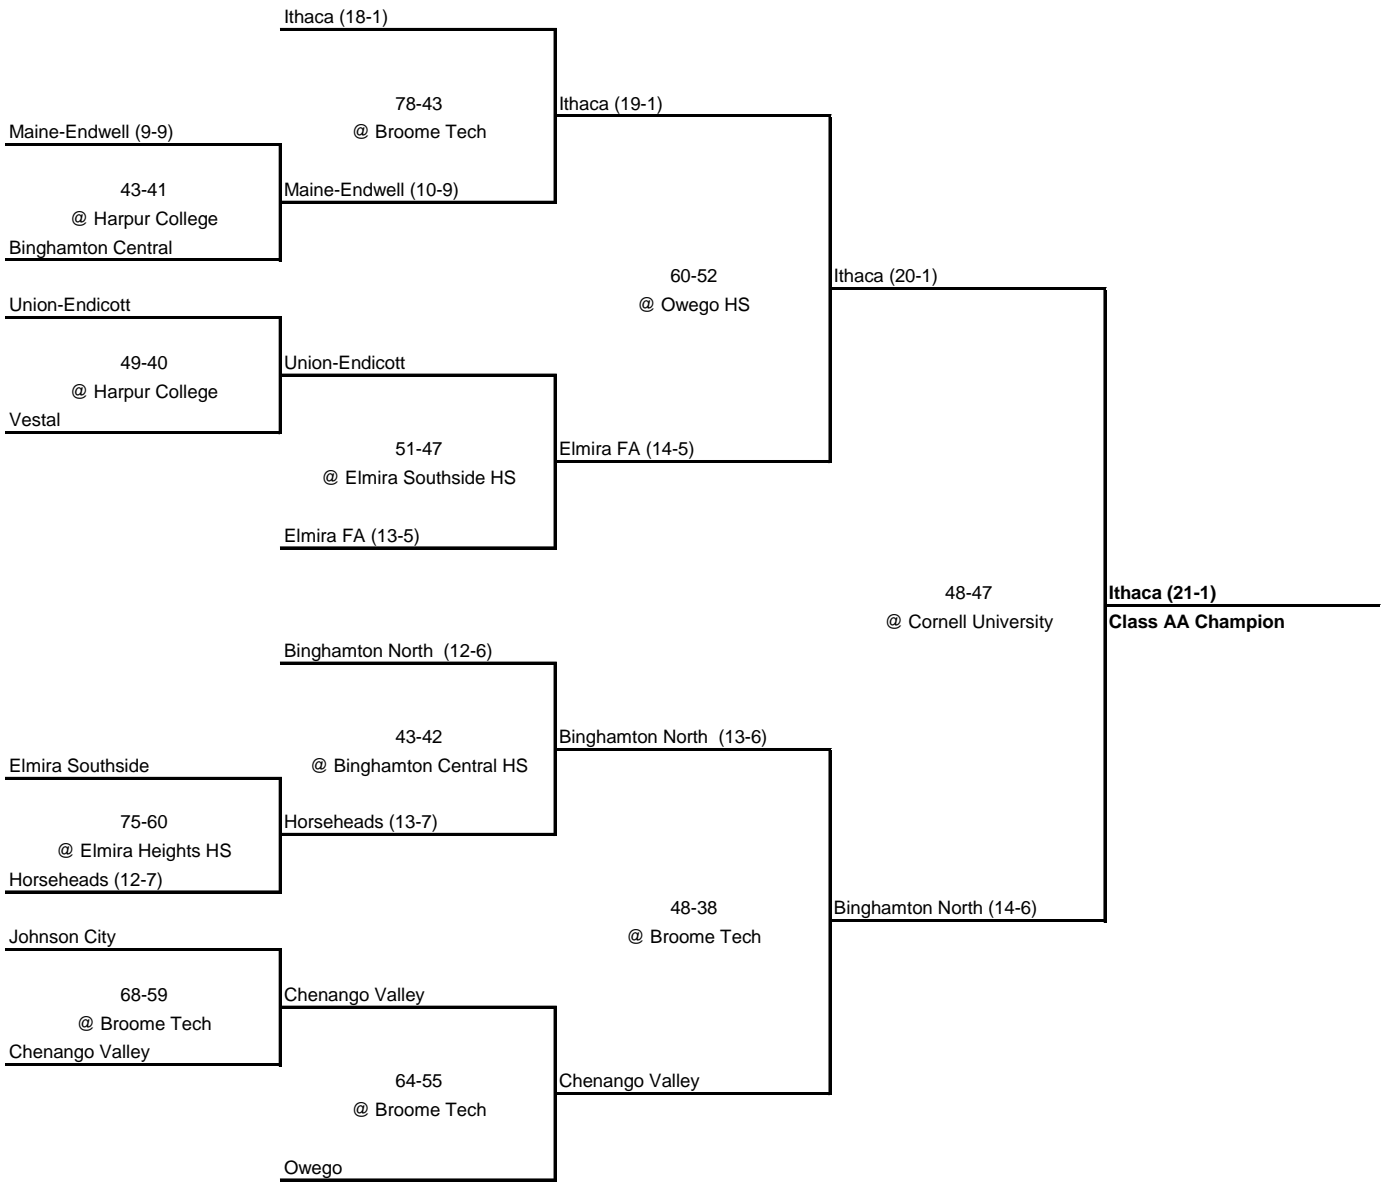 Ithaca (18-1)
78-43
@ Broome Tech
Ithaca (19-1)
Maine-Endwell (9-9)
43-41
@ Harpur College
Maine-Endwell (10-9)
Binghamton Central
60-52
@ Owego HS
Ithaca (20-1)
Union-Endicott
49-40
@ Harpur College
Union-Endicott
Vestal
51-47
@ Elmira Southside HS
Elmira FA (14-5)
Elmira FA (13-5)
48-47
@ Cornell University
Ithaca (21-1)
Class AA Champion
Binghamton North  (12-6)
43-42
@ Binghamton Central HS
Binghamton North  (13-6)
Elmira Southside
75-60
@ Elmira Heights HS
Horseheads (13-7)
Horseheads (12-7)
48-38
@ Broome Tech
Binghamton North (14-6)
Johnson City
68-59
@ Broome Tech
Chenango Valley
Chenango Valley
64-55
@ Broome Tech
Chenango Valley
Owego